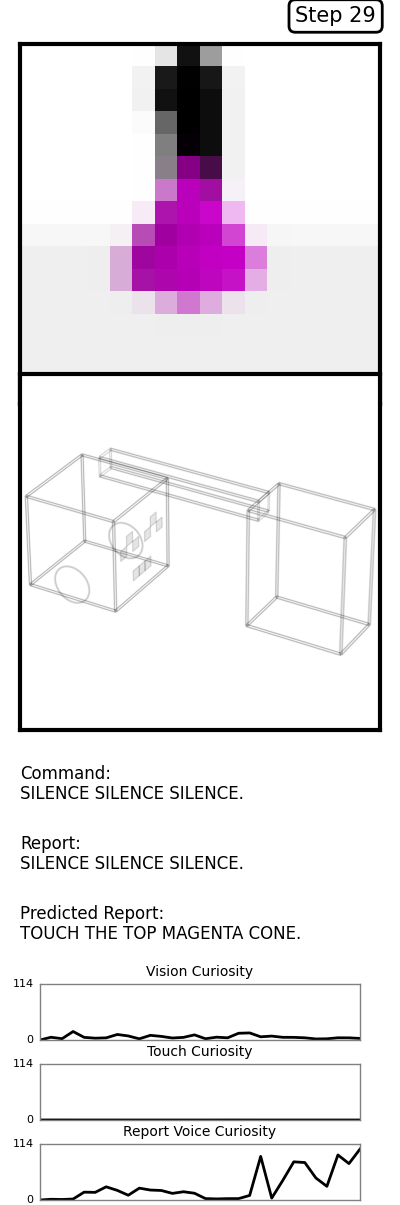 Step 29
Command:
SILENCE SILENCE SILENCE.
Report:
SILENCE SILENCE SILENCE.
Predicted Report:
TOUCH THE TOP MAGENTA CONE.
Vision Curiosity
114
0
Touch Curiosity
114
0
Report Voice Curiosity
114
0